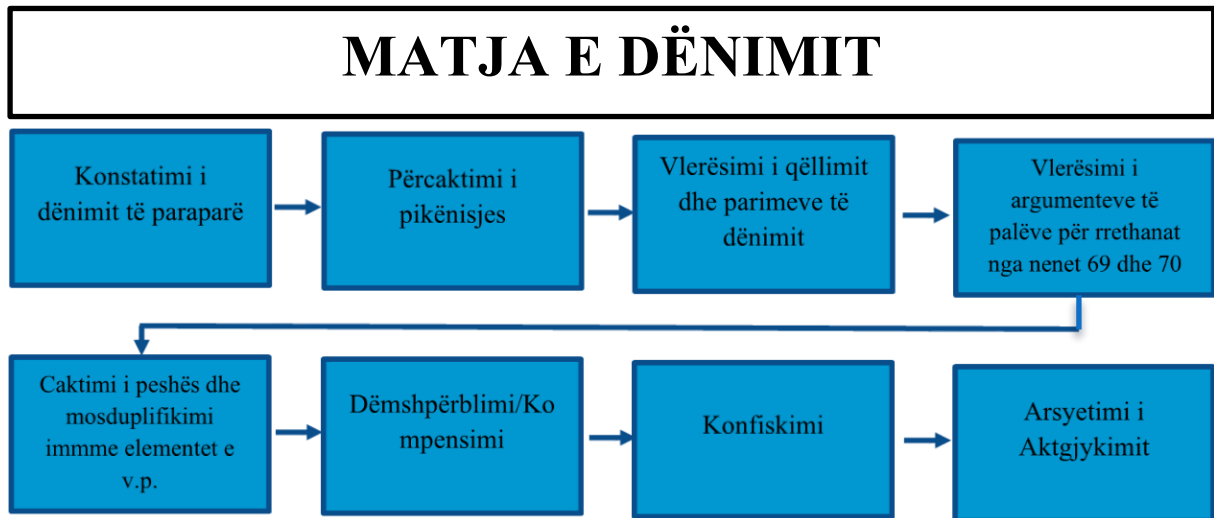 MATJA E DËNIMIT
Konstatimi i
dënimit të paraparë
Përcaktimi i
pikënisjes
Vlerësimi i qëllimit
dhe parimeve të
dënimit
Vlerësimi i
argumenteve të
palëve për rrethanat
nga nenet 69 dhe 70
Caktimi i peshës dhe
mosduplifikimi
immme elementet e
v.p.
Dëmshpërblimi/Ko
mpensimi
Konfiskimi
Arsyetimi i
Aktgjykimit